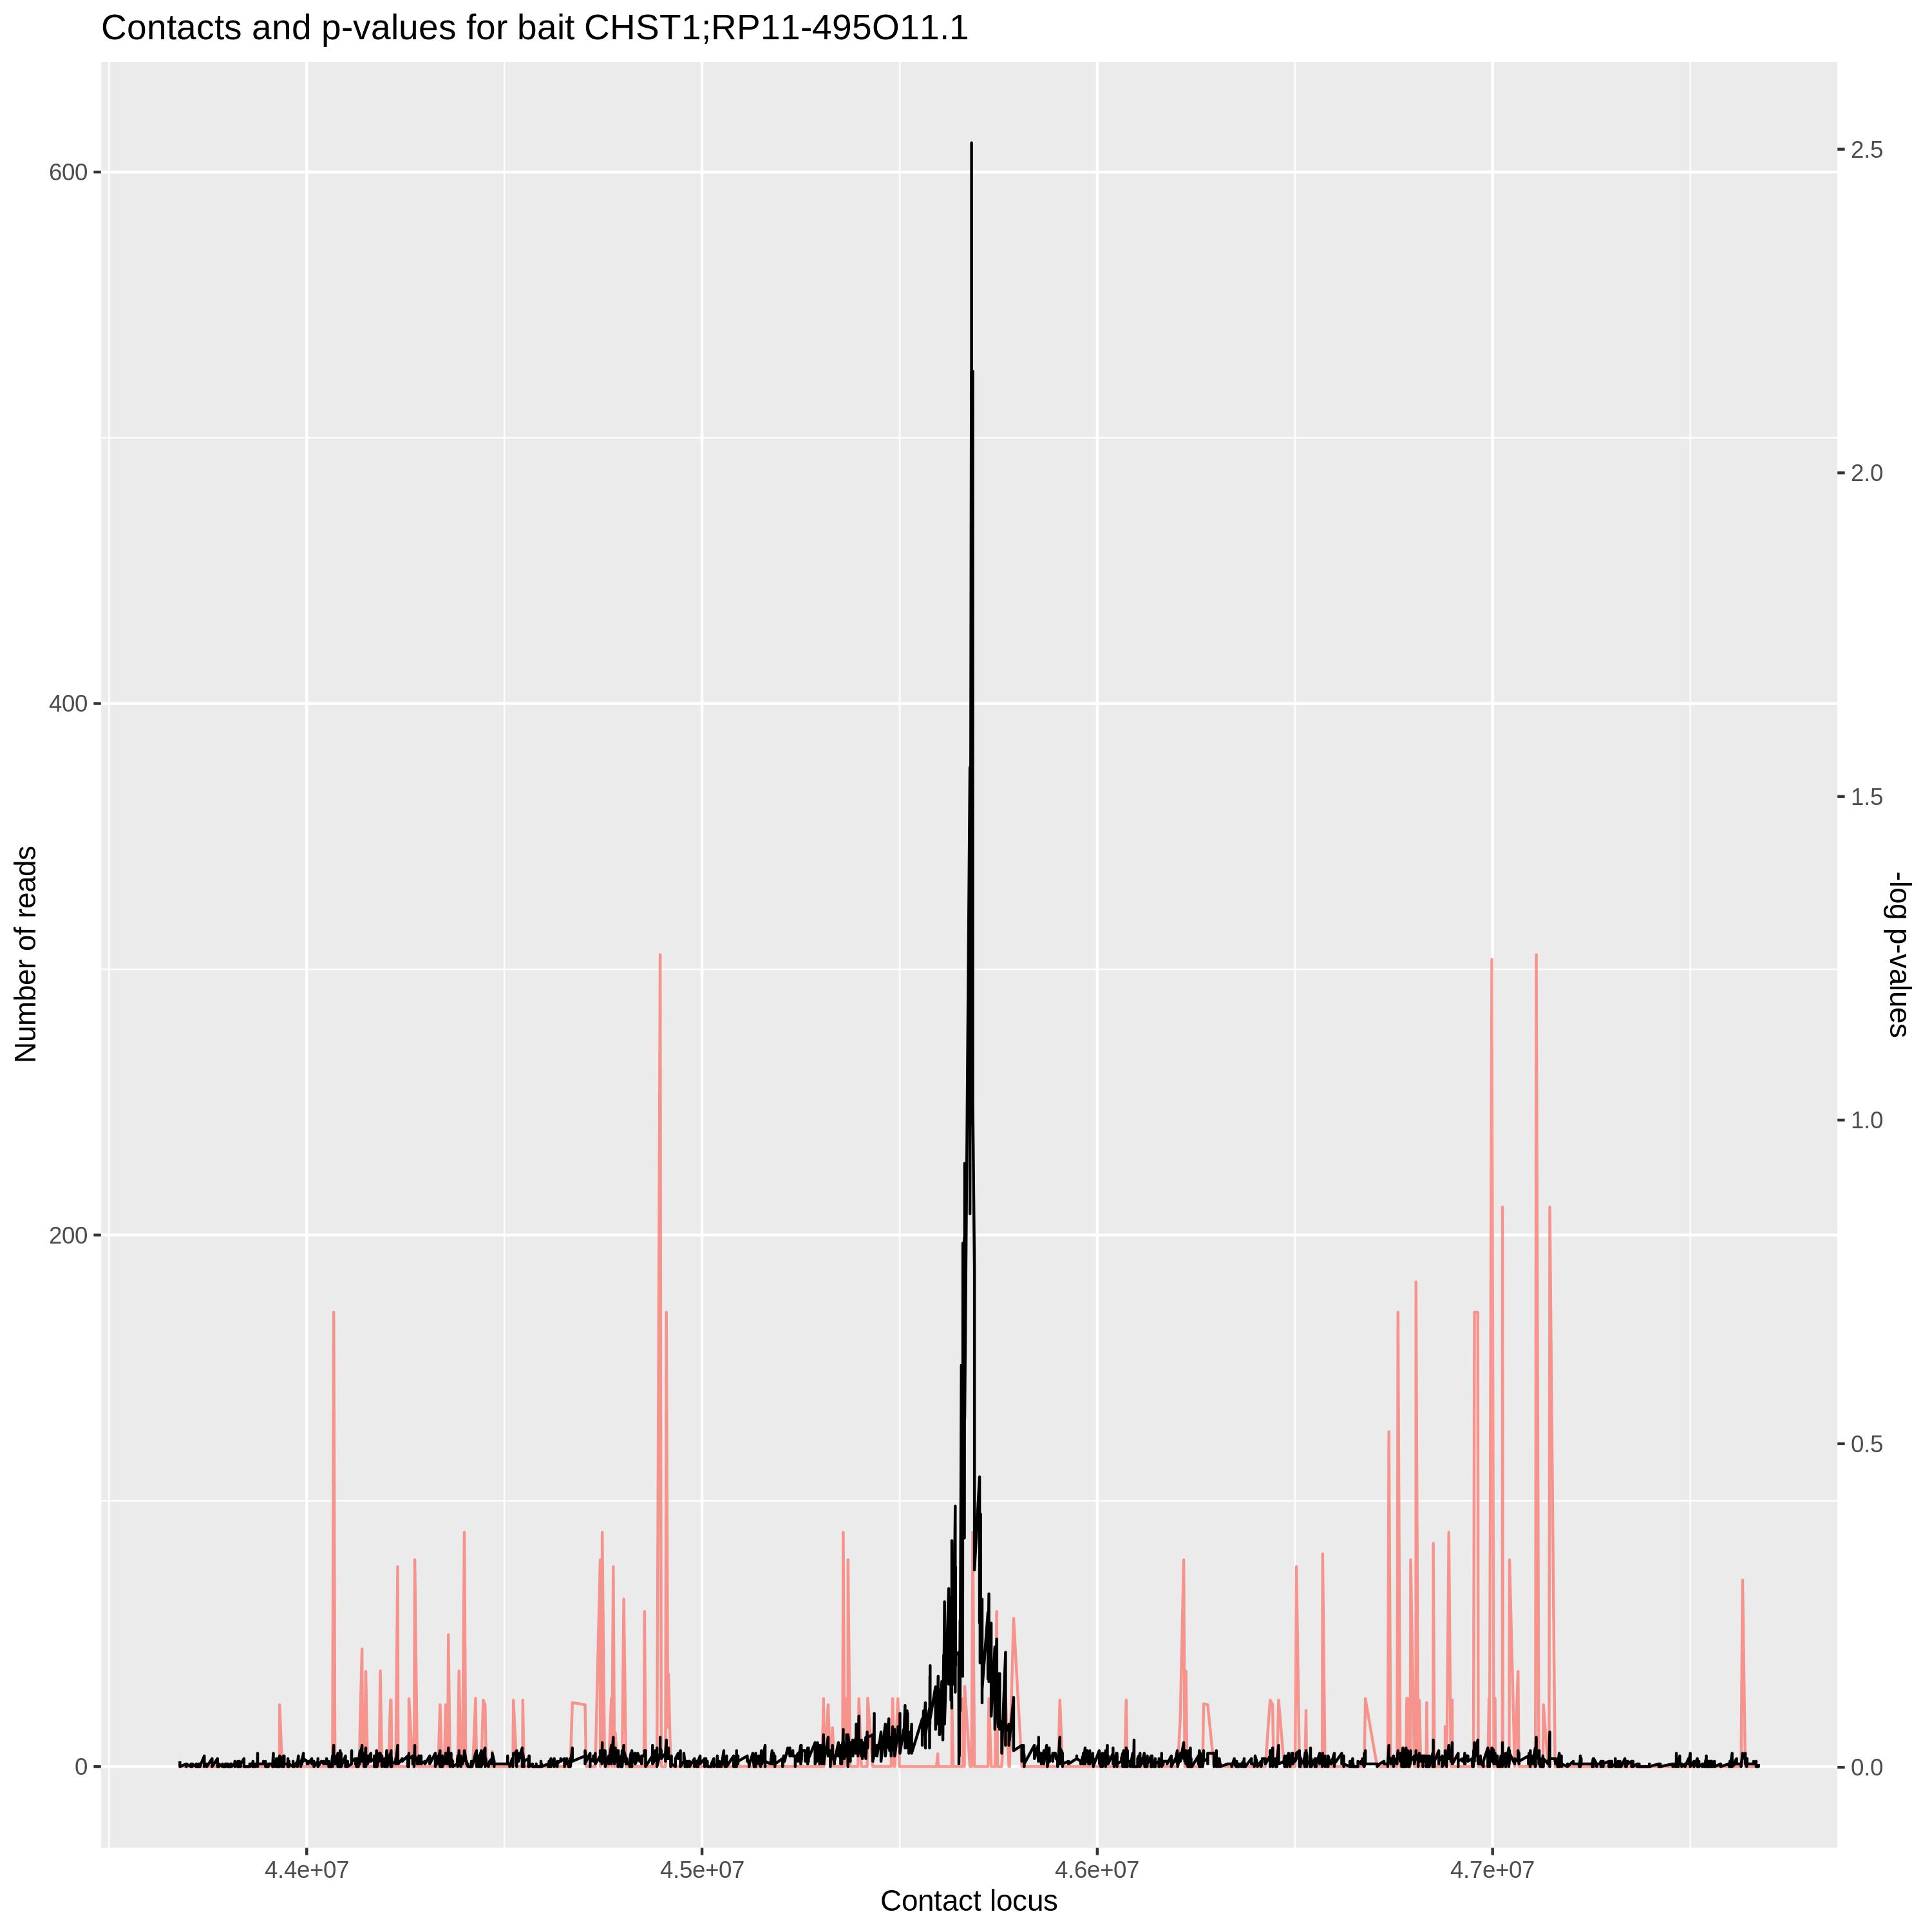 Contacts and p-values for bait CHST1;RP11-495O11.1
600
400
200
0
Number of reads
2.5
2.0
1.5
1.0
0.5
0.0
-log p-values
4.4e+07 4.5e+07 4.6e+07 4.7e+07
Contact locus